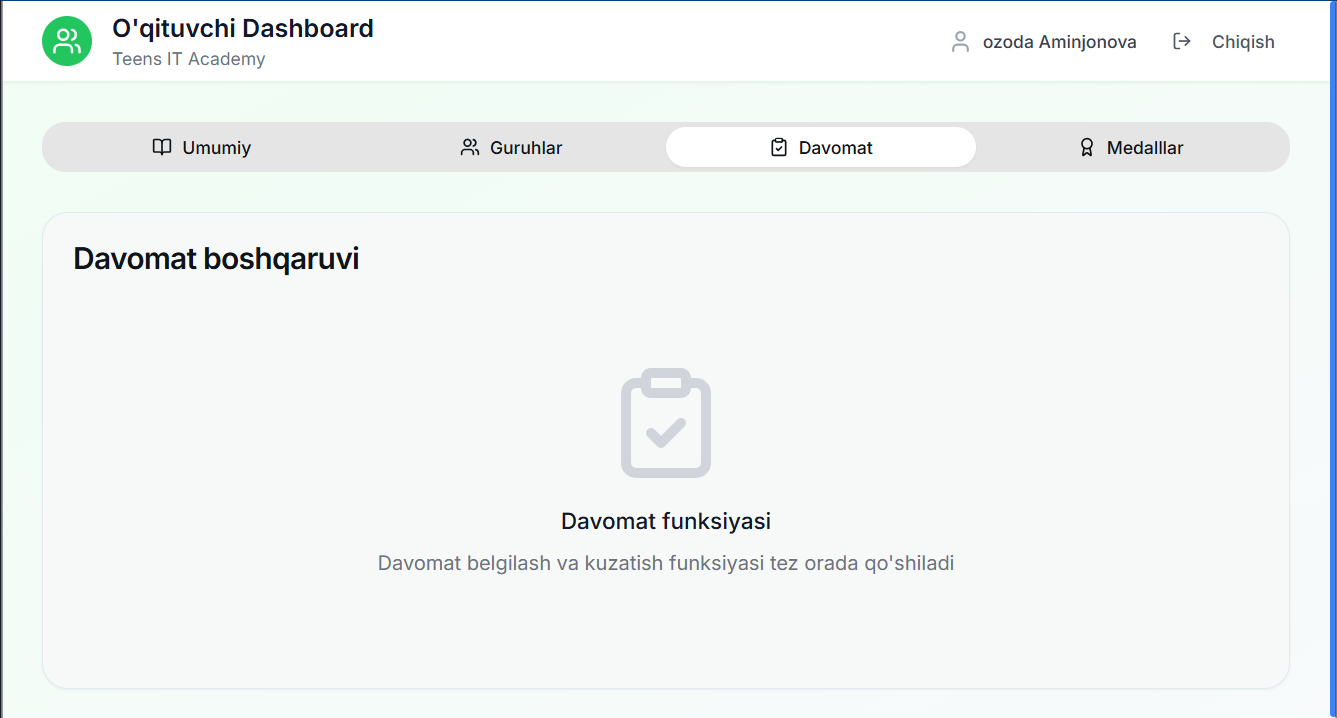 O'qituvchi Dashboard
Teens IT Academy
ozoda Aminjonova
Chiqish
Umumiy
Guruhlar
Davomat
Medalllar
Davomat boshqaruvi
Davomat funksiyasi
Davomat belgilash va kuzatish funksiyasi tez orada qo'shiladi